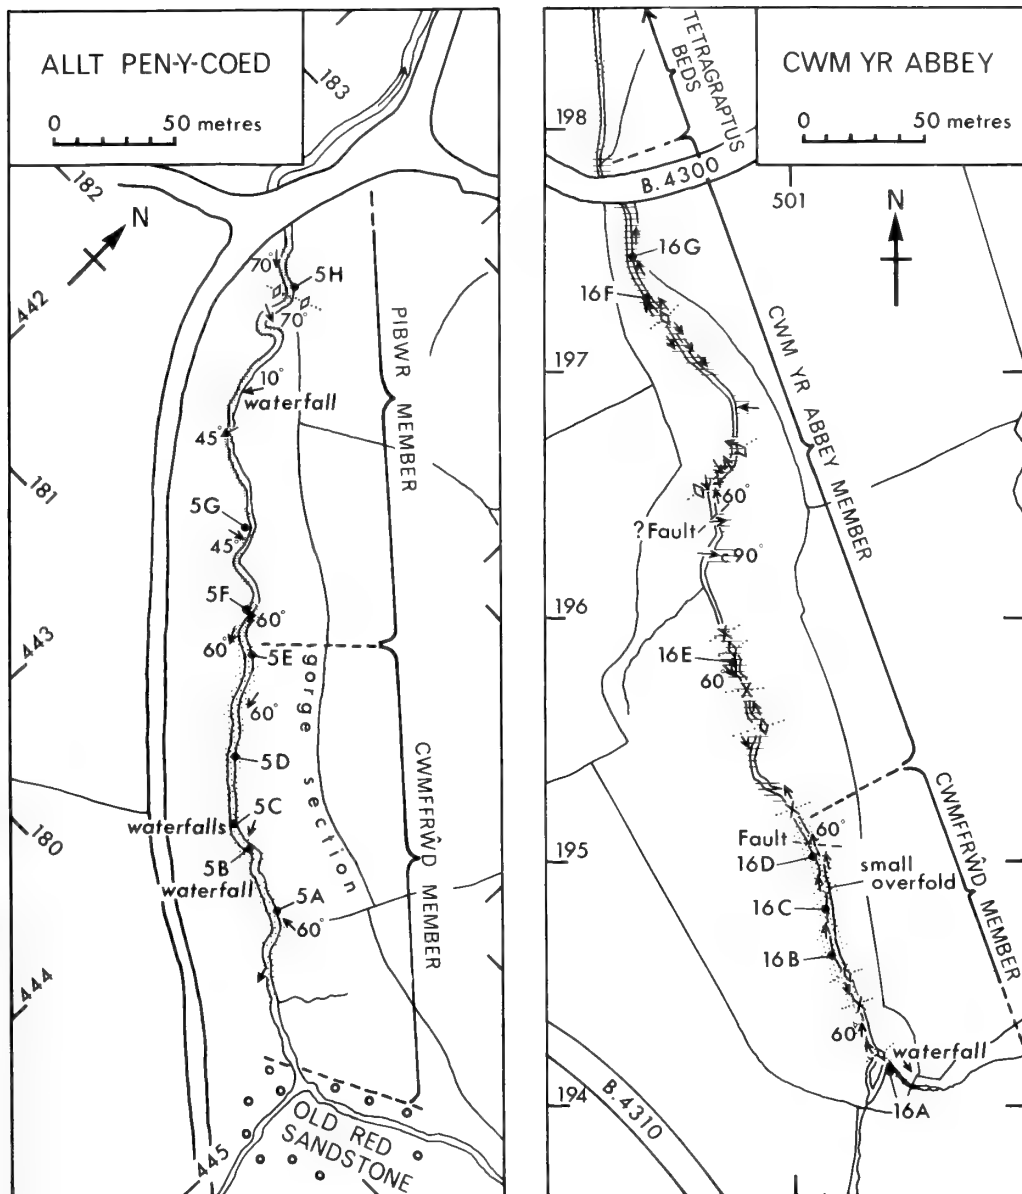 ALLT PEN-Y-COED
0 50 metres
183
182
N
442
70°
5H
70°
10°
waterfall
45°
181
5G
45°
5F
60°
60°
5E
443
60°
gorge section
5D
5C
waterfalls
180
5B
waterfall
5A
60°
444
445
OLD RED
SANDSTONE
PIBWR MEMBER
CWMFFRŴD MEMBER
CWM YR ABBEY
0 50 metres
TETRAGRAPTUS
BEDS
198
B.4300
501
N
16G
16F
197
CWM YR ABBEY MEMBER
60°
?Fault
c90°
196
16E
60°
60°
Fault
195
16D
small
overfold
16C
16B
CWMFFRŴD MEMBER
60°
waterfall
194
16A
B.4310